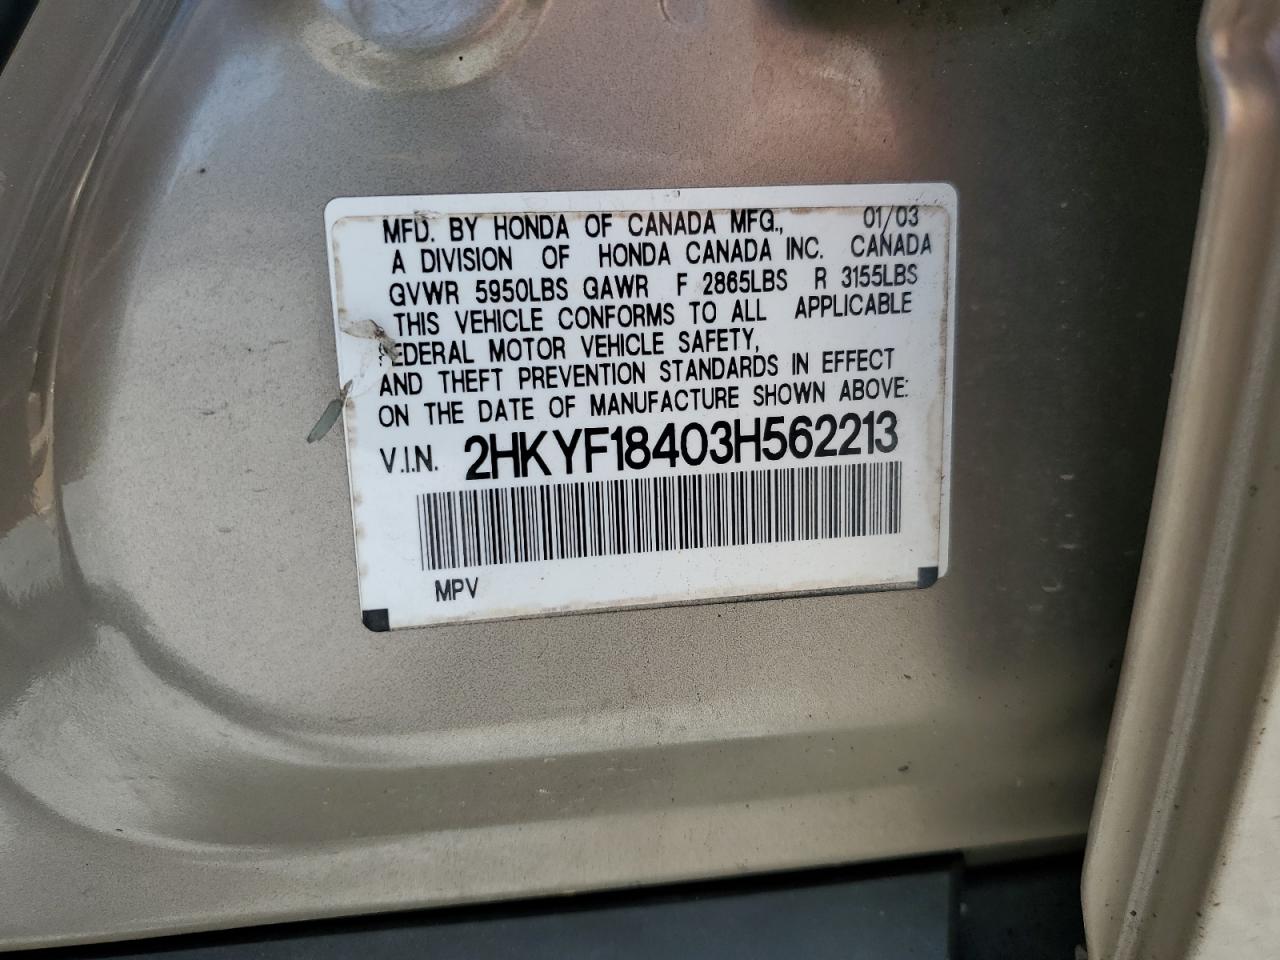 MFD. BY HONDA OF CANADA MFG., 01/03
A DIVISION OF HONDA CANADA INC. CANADA
GVWR 5950LBS GAWR F 2865LBS R 3155LBS
THIS VEHICLE CONFORMS TO ALL APPLICABLE
FEDERAL MOTOR VEHICLE SAFETY,
AND THEFT PREVENTION STANDARDS IN EFFECT
ON THE DATE OF MANUFACTURE SHOWN ABOVE:
V.I.N. 2HKYF18403H562213
MPV